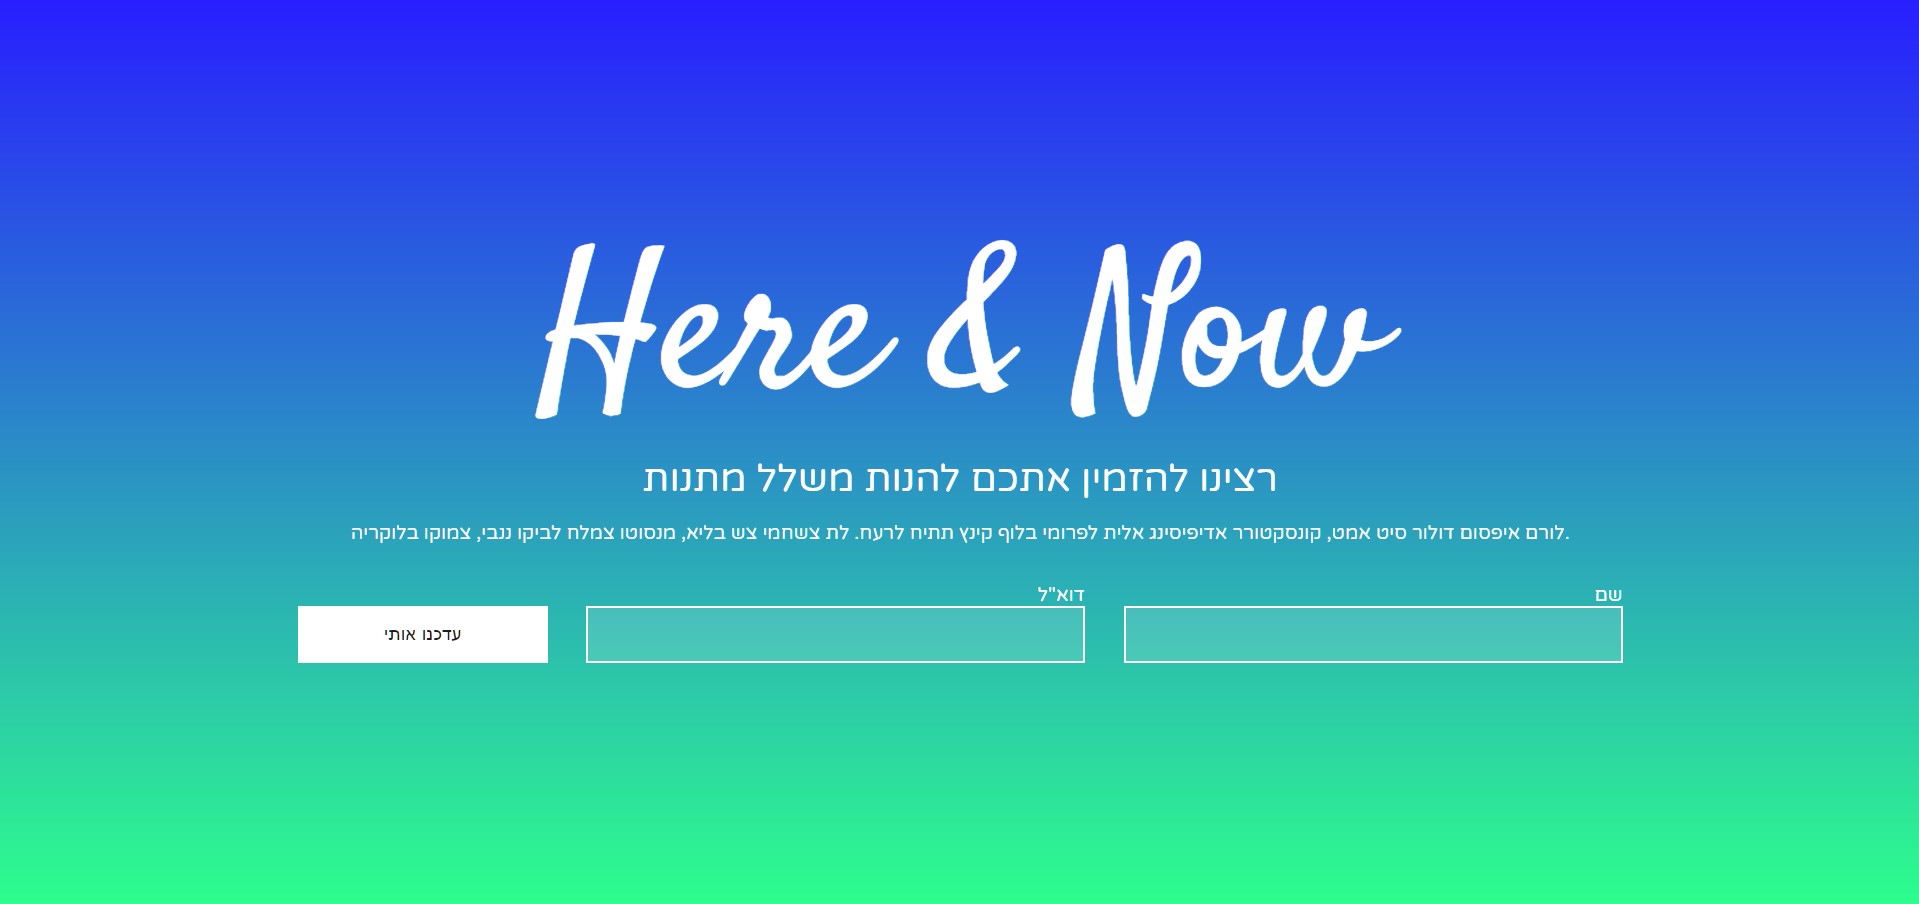 Here & Now
רצינו להזמין אתכם להנות משלל מתנות
לורם איפסום דולור סיט אמט, קונסקטורר אדיפיסינג אלית לפרומי בלוף קינץ תתיח לרעח. לת צשחמי צש בליא, מנסוטו צמלח לביקו ננבי, צמוקו בלוקריה.
שם
דוא"ל
עדכנו אותי